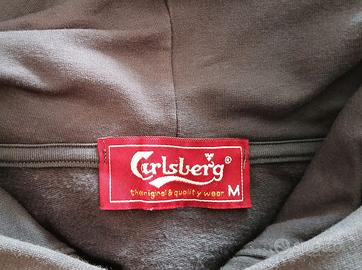 Carlsberg®
the original & quality wear M